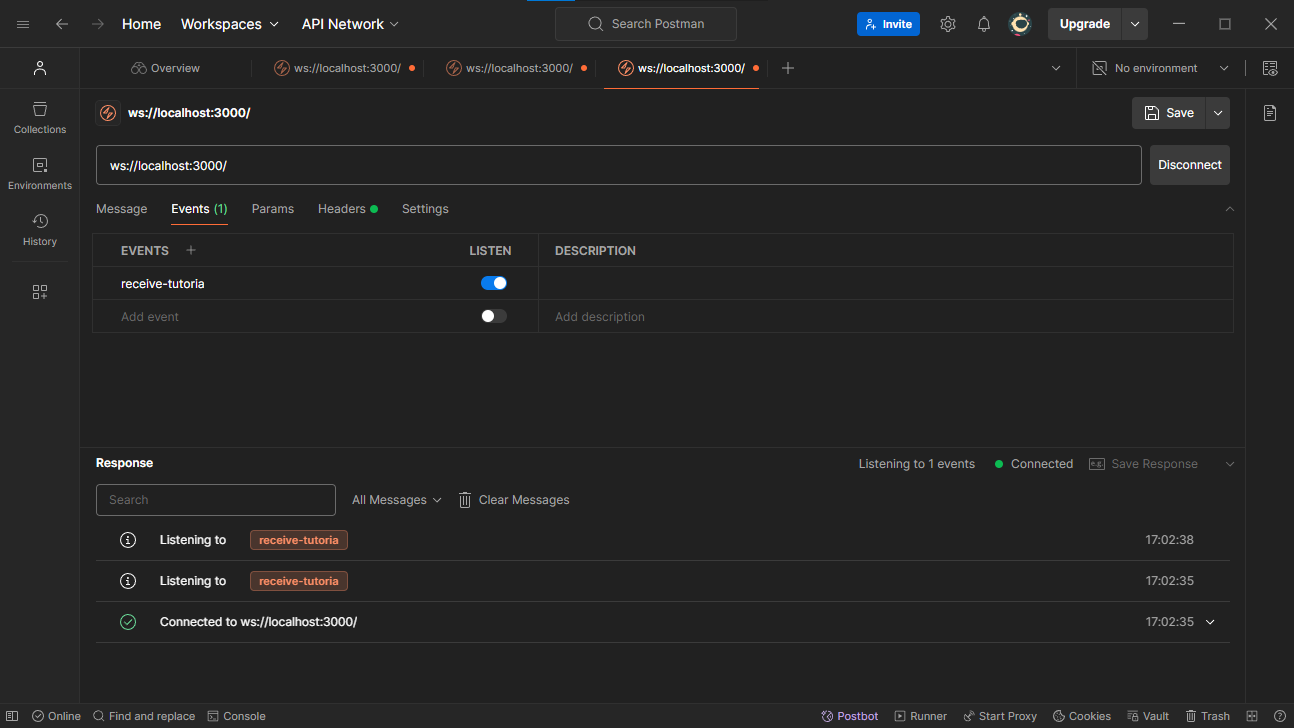 Home Workspaces API Network Search Postman Invite Upgrade
Overview ws://localhost:3000/ ws://localhost:3000/ ws://localhost:3000/ No environment
ws://localhost:3000/ Save
Collections
ws://localhost:3000/ Disconnect
Environments
Message Events (1) Params Headers Settings
History
EVENTS LISTEN DESCRIPTION
receive-tutoria
Add event Add description
Response Listening to 1 events Connected e.g. Save Response
Search All Messages Clear Messages
Listening to receive-tutoria 17:02:38
Listening to receive-tutoria 17:02:35
Connected to ws://localhost:3000/ 17:02:35
Online Find and replace Console Postbot Runner Start Proxy Cookies Vault Trash